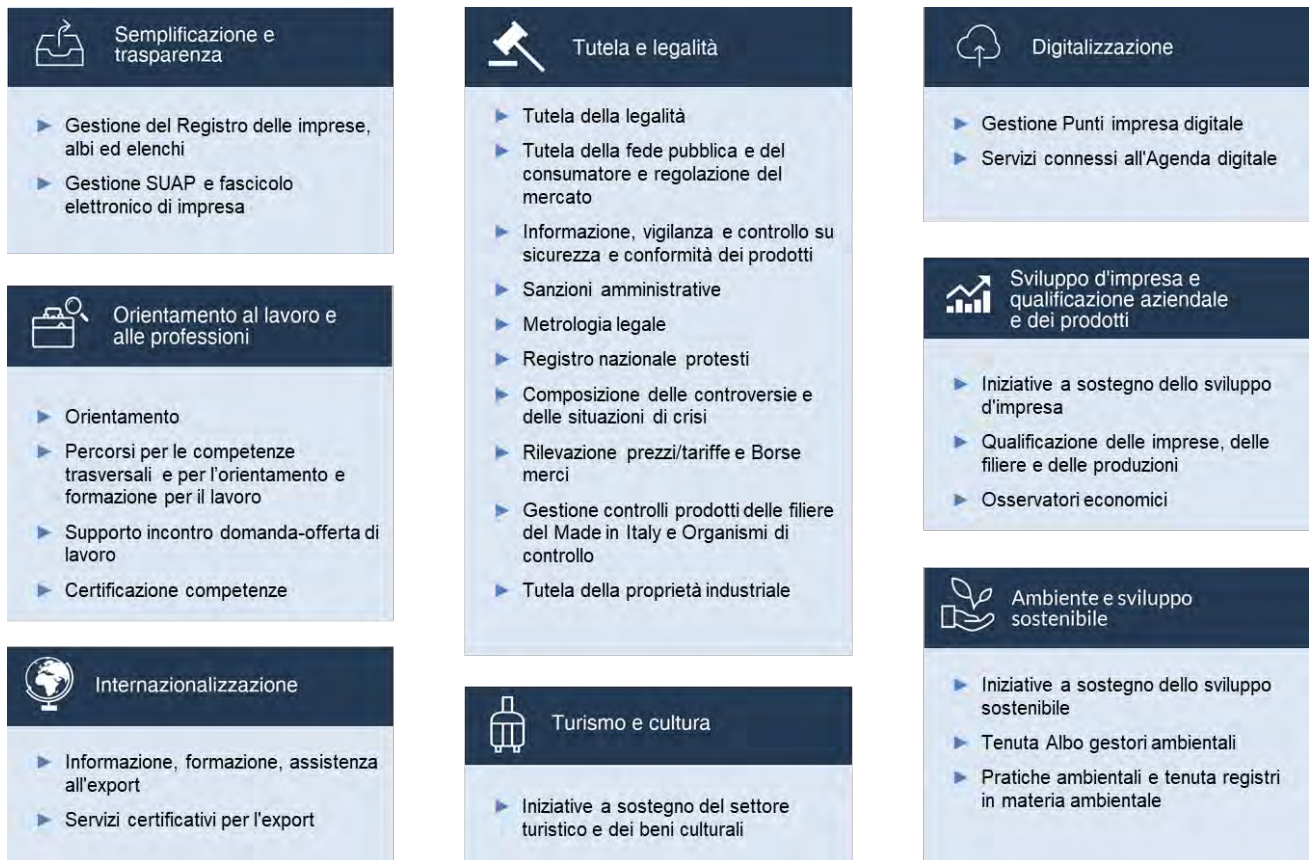 Semplificazione e
trasparenza
Gestione del Registro delle imprese,
albi ed elenchi
Gestione SUAP e fascicolo
elettronico di impresa
Orientamento al lavoro e
alle professioni
Orientamento
Percorsi per le competenze
trasversali e per l'orientamento e
formazione per il lavoro
Supporto incontro domanda-offerta di
lavoro
Certificazione competenze
Internazionalizzazione
Informazione, formazione, assistenza
all'export
Servizi certificativi per l'export
Tutela e legalità
Tutela della legalità
Tutela della fede pubblica e del
consumatore e regolazione del
mercato
Informazione, vigilanza e controllo su
sicurezza e conformità dei prodotti
Sanzioni amministrative
Metrologia legale
Registro nazionale protesti
Composizione delle controversie e
delle situazioni di crisi
Rilevazione prezzi/tariffe e Borse
merci
Gestione controlli prodotti delle filiere
del Made in Italy e Organismi di
controllo
Tutela della proprietà industriale
Turismo e cultura
Iniziative a sostegno del settore
turistico e dei beni culturali
Digitalizzazione
Gestione Punti impresa digitale
Servizi connessi all'Agenda digitale
Sviluppo d'impresa e
qualificazione aziendale
e dei prodotti
Iniziative a sostegno dello sviluppo
d'impresa
Qualificazione delle imprese, delle
filiere e delle produzioni
Osservatori economici
Ambiente e sviluppo
sostenibile
Iniziative a sostegno dello sviluppo
sostenibile
Tenuta Albo gestori ambientali
Pratiche ambientali e tenuta registri
in materia ambientale